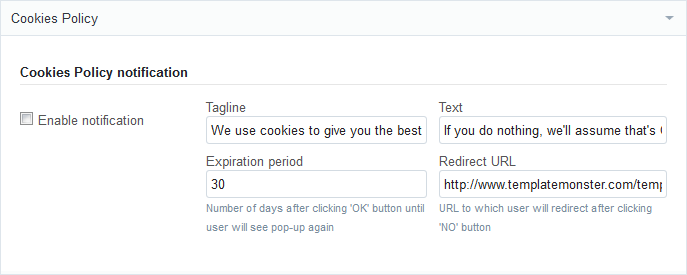 Cookies Policy
Cookies Policy notification
Enable notification
Tagline
We use cookies to give you the best
Text
If you do nothing, we'll assume that's
Expiration period
30
Number of days after clicking 'OK' button until
user will see pop-up again
Redirect URL
http://www.templatemonster.com/temp
URL to which user will redirect after clicking
'NO' button